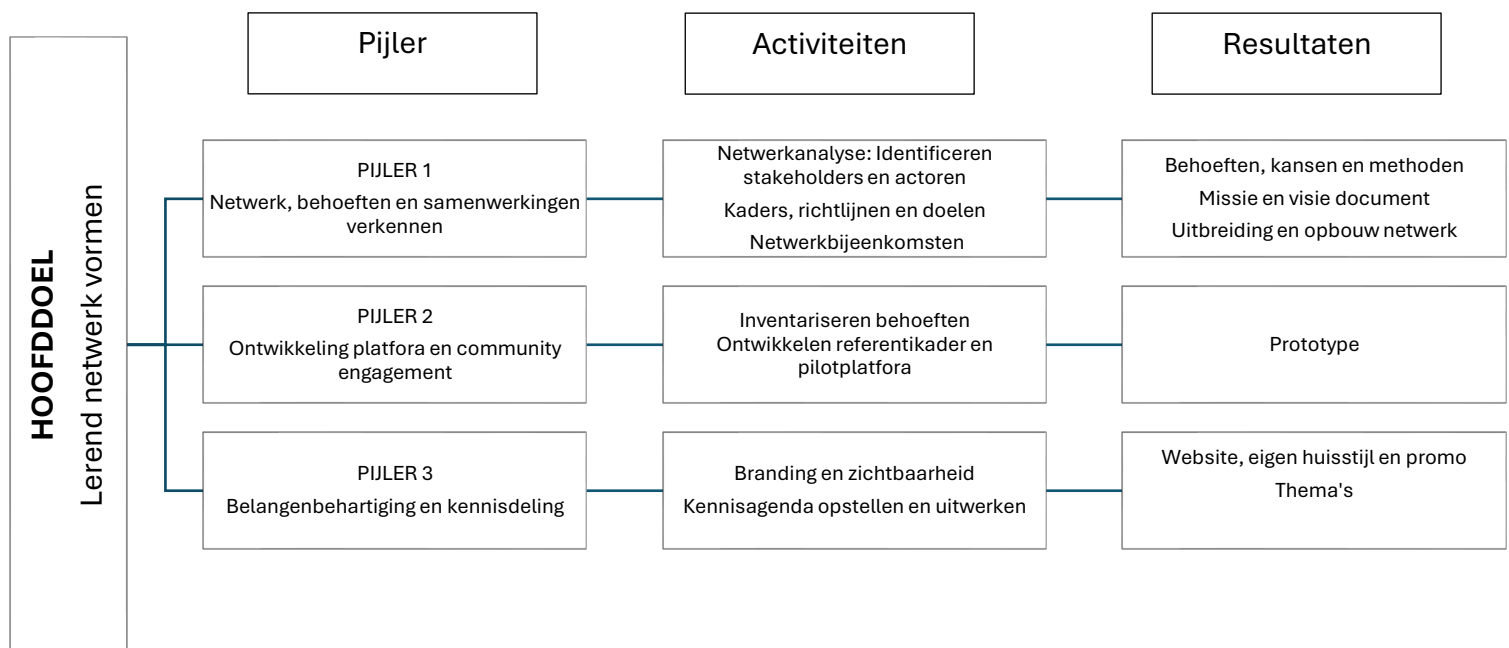 Pijler
Activiteiten
Resultaten
HOOFDDOEL
Lerend netwerk vormen
PIJLER 1
Netwerk, behoeften en samenwerkingen
verkennen
Netwerkanalyse: Identificeren
stakeholders en actoren
Kaders, richtlijnen en doelen
Netwerkbijeenkomsten
Behoeften, kansen en methoden
Missie en visie document
Uitbreiding en opbouw netwerk
PIJLER 2
Ontwikkeling platfora en community
engagement
Inventariseren behoeften
Ontwikkelen referentikader en
pilotplatfora
Prototype
PIJLER 3
Belangenbehartiging en kennisdeling
Branding en zichtbaarheid
Kennisagenda opstellen en uitwerken
Website, eigen huisstijl en promo
Thema's